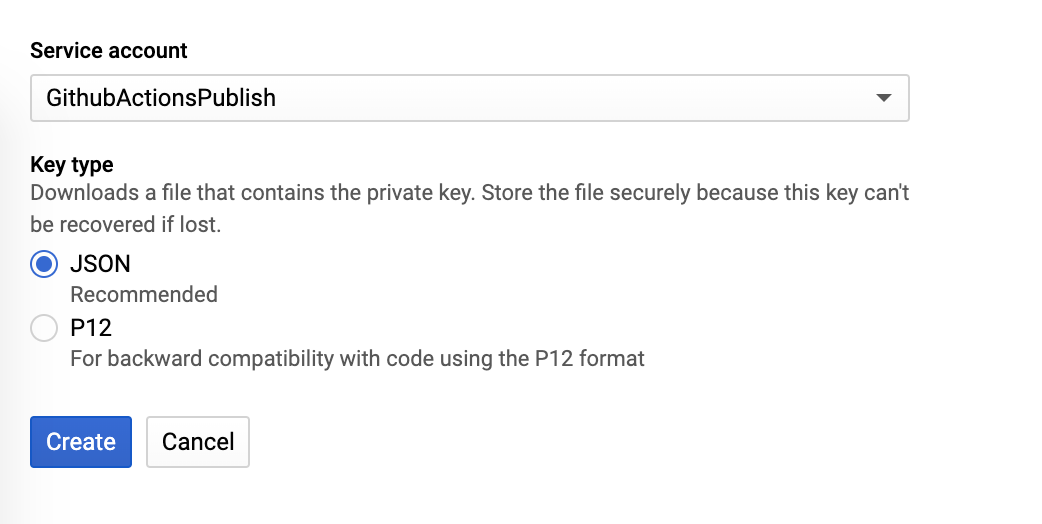 Service account
GithubActionsPublish
Key type
Downloads a file that contains the private key. Store the file securely because this key can't
be recovered if lost.
JSON
Recommended
P12
For backward compatibility with code using the P12 format
Create Cancel